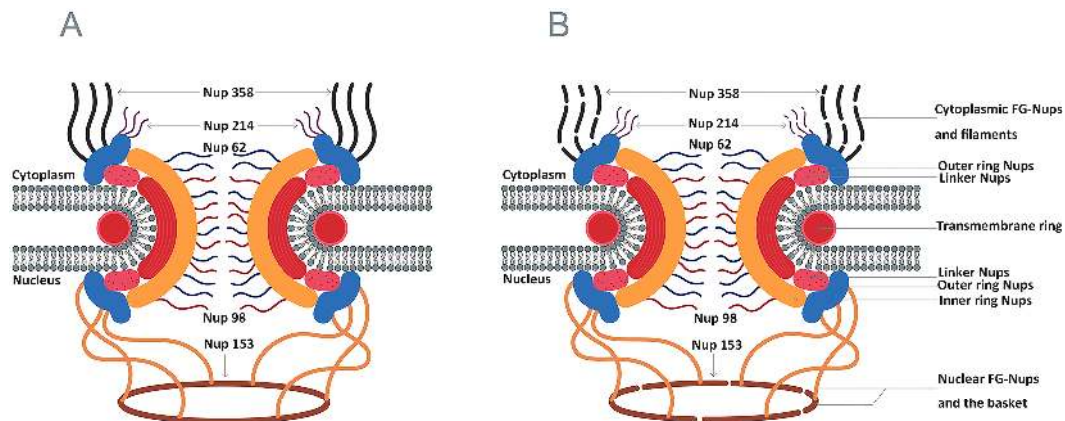 A
Nup 358
Nup 214
Nup 62
Cytoplasm
Nucleus
Nup 98
Nup 153
B
Nup 358
Nup 214
Nup 62
Cytoplasm
Nucleus
Nup 98
Nup 153
Cytoplasmic FG-Nups
and filaments
Outer ring Nups
Linker Nups
Transmembrane ring
Linker Nups
Outer ring Nups
Inner ring Nups
Nuclear FG-Nups
and the basket